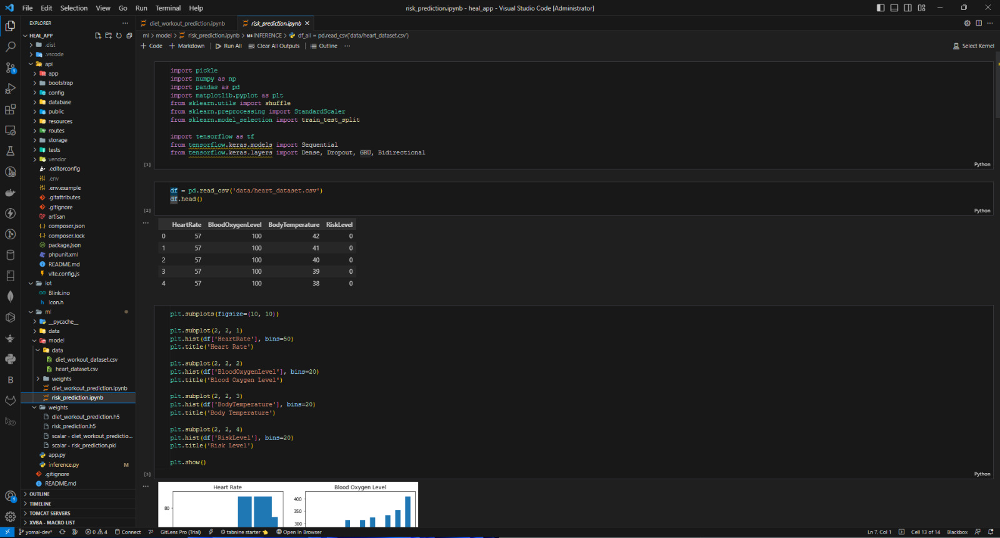 File Edit Selection View Go Run Terminal Help
risk_prediction.ipynb - heal_app - Visual Studio Code [Administrator]
EXPLORER
HEAL_APP
.dist
.vscode
api
app
bootstrap
config
database
public
resources
routes
storage
tests
vendor
.editorconfig
.env
.env.example
.gitattributes
.gitignore
artisan
composer.json
composer.lock
package.json
phpunit.xml
README.md
vite.config.js
iot
Blink.ino
icon.h
ml
__pycache__
data
model
data
diet_workout_dataset.csv
heart_dataset.csv
weights
diet_workout_prediction.ipynb
risk_prediction.ipynb
weights
diet_workout_prediction.h5
risk_prediction.h5
scalar - diet_workout_predictio...
scalar - risk_prediction.pkl
app.py
inference.py M
.gitignore
README.md
OUTLINE
TIMELINE
TOMCAT SERVERS
XVBA - MACRO LIST
diet_workout_prediction.ipynb risk_prediction.ipynb
ml > model > risk_prediction.ipynb > M↓INFERENCE > df_all = pd.read_csv('data/heart_dataset.csv')
+ Code + Markdown Run All Clear All Outputs Outline ...
Select Kernel
import pickle
import numpy as np
import pandas as pd
import matplotlib.pyplot as plt
from sklearn.utils import shuffle
from sklearn.preprocessing import StandardScaler
from sklearn.model_selection import train_test_split
import tensorflow as tf
from tensorflow.keras.models import Sequential
from tensorflow.keras.layers import Dense, Dropout, GRU, Bidirectional
[1] Python
df = pd.read_csv('data/heart_dataset.csv')
df.head()
[2] Python
HeartRate BloodOxygenLevel BodyTemperature RiskLevel
0 57 100 42 0
1 57 100 41 0
2 57 100 40 0
3 57 100 39 0
4 57 100 38 0
plt.subplots(figsize=(10, 10))
plt.subplot(2, 2, 1)
plt.hist(df['HeartRate'], bins=50)
plt.title('Heart Rate')
plt.subplot(2, 2, 2)
plt.hist(df['BloodOxygenLevel'], bins=20)
plt.title('Blood Oxygen Level')
plt.subplot(2, 2, 3)
plt.hist(df['BodyTemperature'], bins=20)
plt.title('Body Temperature')
plt.subplot(2, 2, 4)
plt.hist(df['RiskLevel'], bins=20)
plt.title('Risk Level')
plt.show()
[3] Python
Heart Rate Blood Oxygen Level
80
400
350
300
yomal-dev* 0 4 Connect GitLens Pro (Trial) tabnine starter Open In Browser
Ln 7, Col 1 Cell 13 of 14 Blackbox